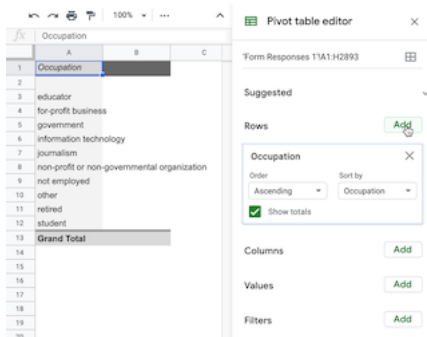 100%
Pivot table editor
fx Occupation
'Form Responses 1'!A1:H2893
A B C
1 Occupation
2
Suggested
3 educator
4 for-profit business
5 government
Rows Add
6 information technology
7 journalism
8 non-profit or non-governmental organization
9 not employed
10 other
11 retired
12 student
13 Grand Total
14
15
16
17
18
19
20
Occupation
Order Sort by
Ascending Occupation
Show totals
Columns Add
Values Add
Filters Add